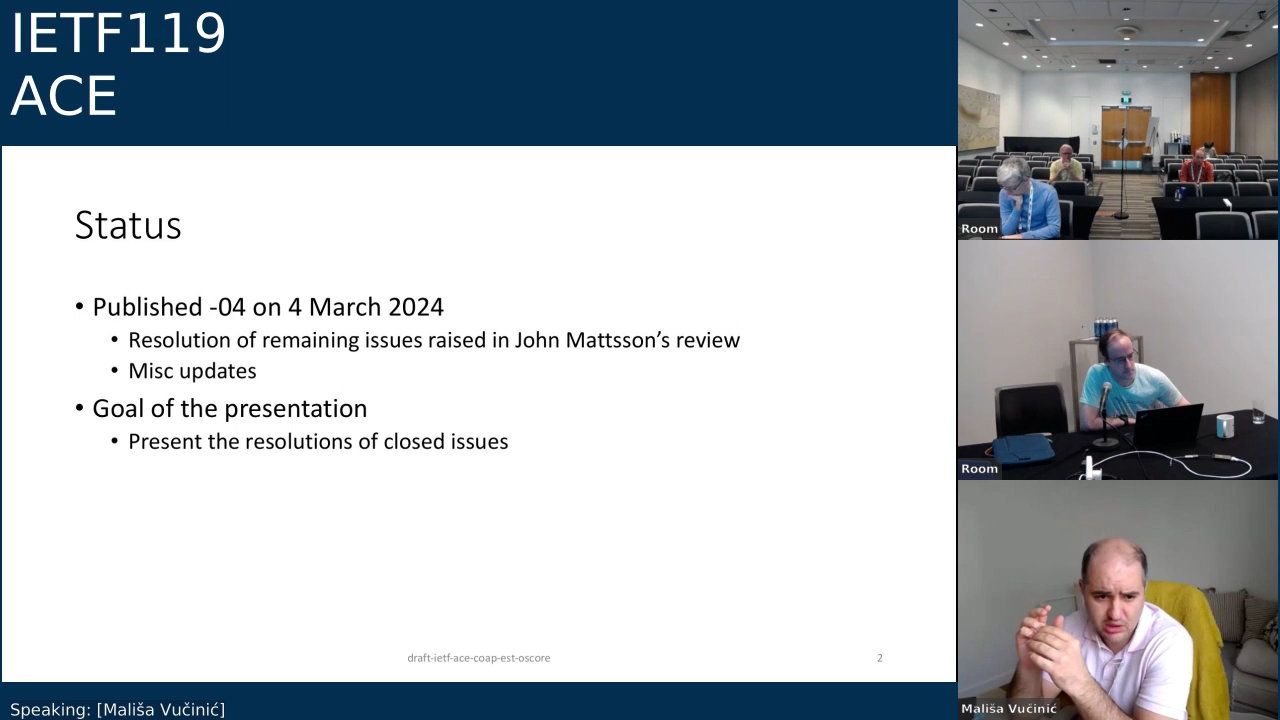 IETF119
ACE
Status
• Published -04 on 4 March 2024
• Resolution of remaining issues raised in John Mattsson’s review
• Misc updates
• Goal of the presentation
• Present the resolutions of closed issues
draft-ietf-ace-coap-est-oscore
2
Speaking: [Mališa Vučinić]
Room
Room
Mališa Vučinić